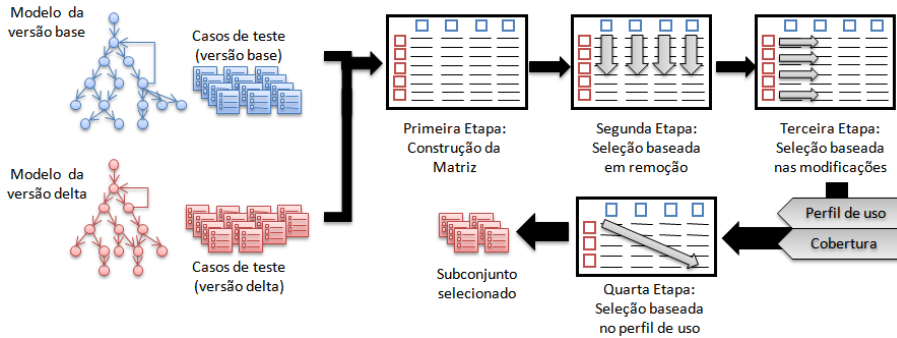 Modelo da
versão base
Casos de teste
(versão base)
Primeira Etapa:
Construção da
Matriz
Segunda Etapa:
Seleção baseada
em remoção
Terceira Etapa:
Seleção baseada
nas modificações
Modelo da
versão delta
Casos de teste
(versão delta)
Perfil de uso
Cobertura
Subconjunto
selecionado
Quarta Etapa:
Seleção baseada
no perfil de uso